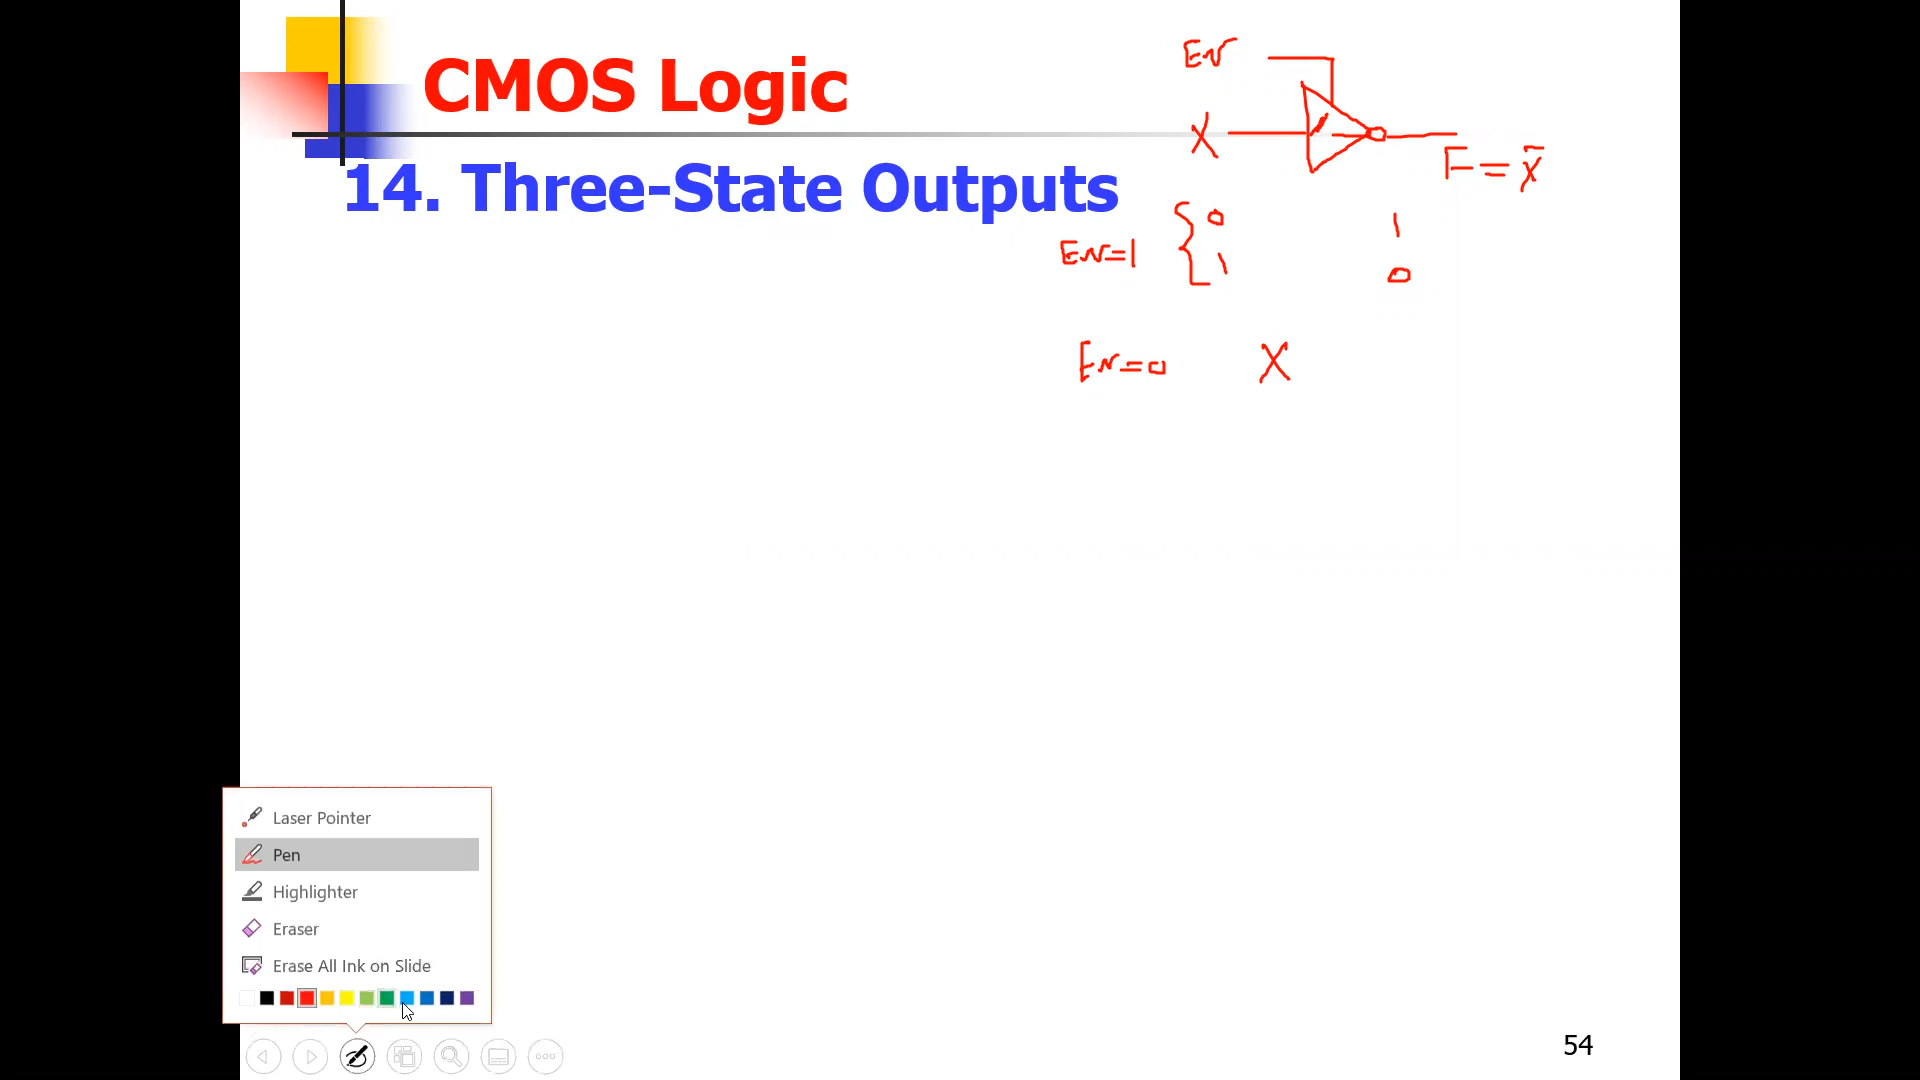 CMOS Logic
14. Three-State Outputs
EN
X
F = x̄
EN=1 { 0 1
1 0
EN=0 X
Laser Pointer
Pen
Highlighter
Eraser
Erase All Ink on Slide
54